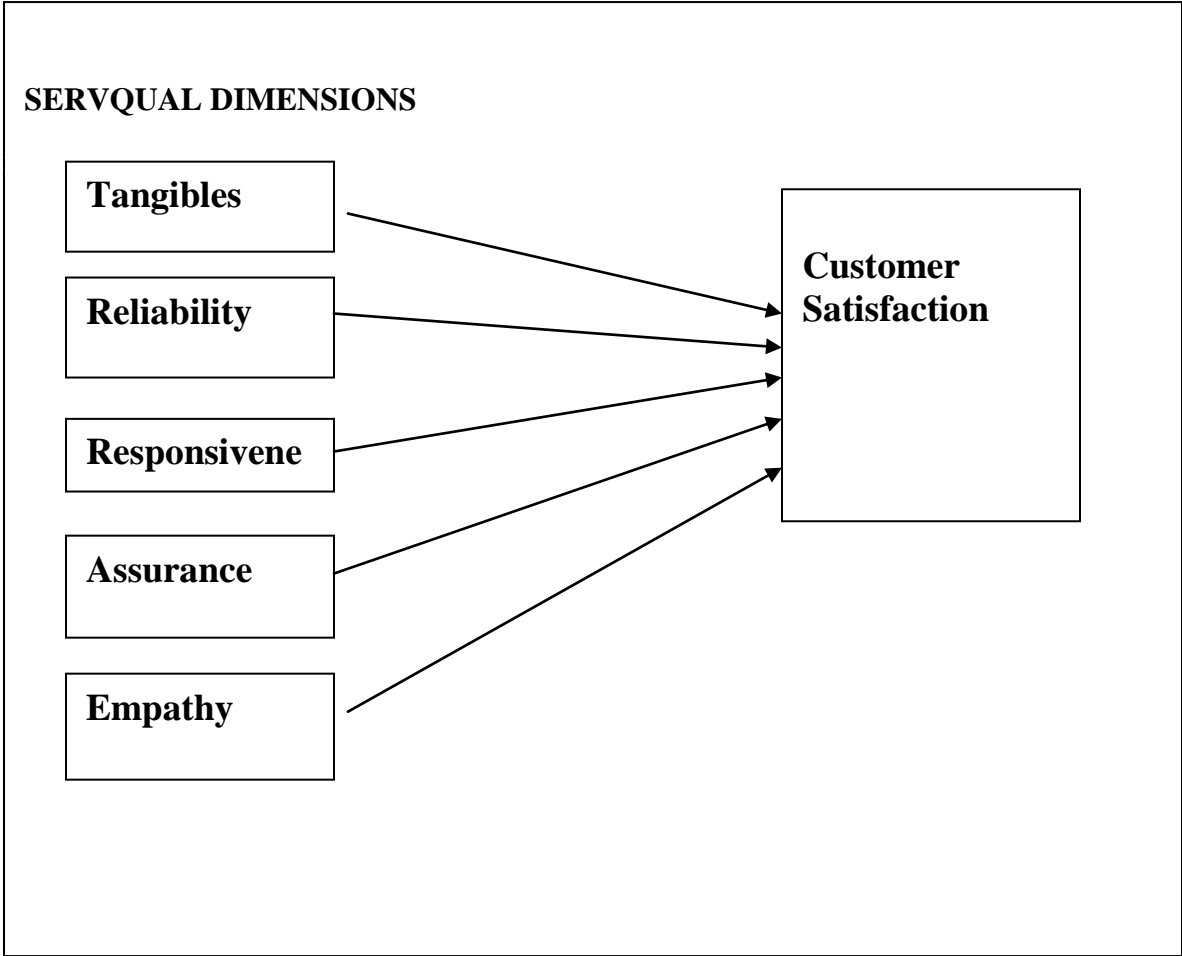 SERVQUAL DIMENSIONS
Tangibles
Reliability
Responsivene
Assurance
Empathy
Customer
Satisfaction